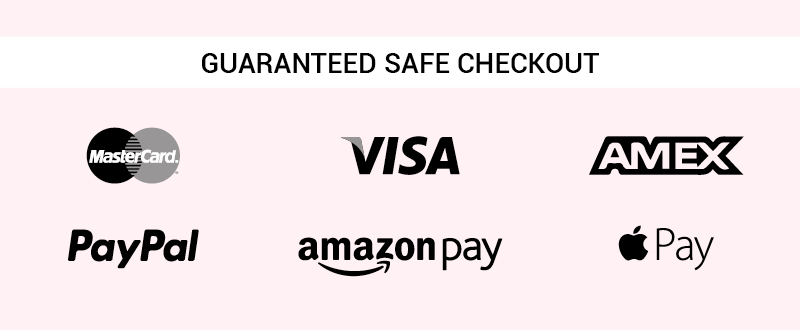 GUARANTEED SAFE CHECKOUT
MasterCard.
VISA
AMEX
PayPal
amazon pay
Pay